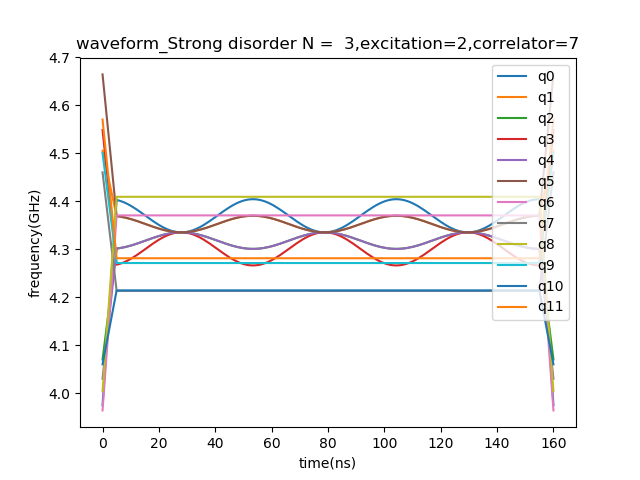 waveform_Strong disorder N =  3,excitation=2,correlator=7
frequency(GHz)
4.7
4.6
4.5
4.4
4.3
4.2
4.1
4.0
q0
q1
q2
q3
q4
q5
q6
q7
q8
q9
q10
q11
0 20 40 60 80 100 120 140 160
time(ns)